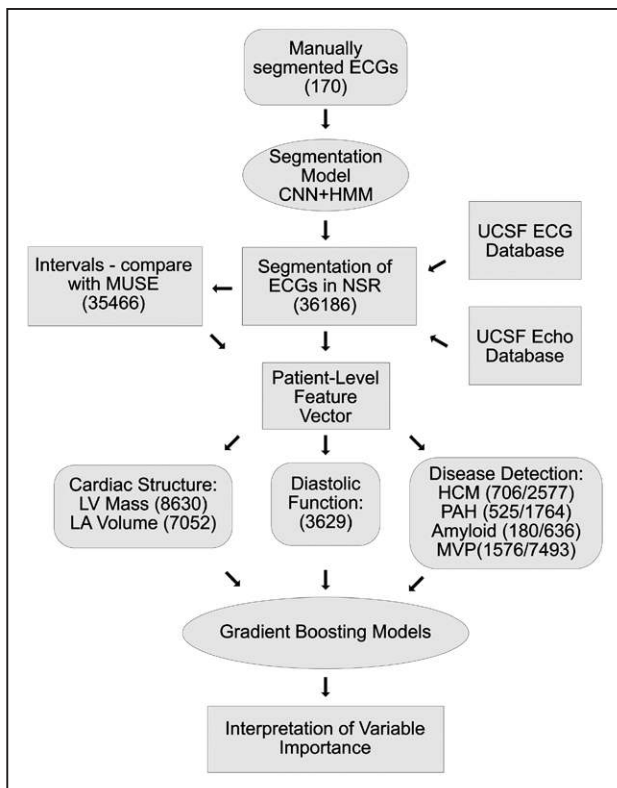 Manually
segmented ECGs
(170)
Segmentation
Model
CNN+HMM
UCSF ECG
Database
Intervals - compare
with MUSE
(35466)
Segmentation of
ECGs in NSR
(36186)
UCSF Echo
Database
Patient-Level
Feature
Vector
Cardiac Structure:
LV Mass (8630)
LA Volume (7052)
Diastolic
Function:
(3629)
Disease Detection:
HCM (706/2577)
PAH (525/1764)
Amyloid (180/636)
MVP(1576/7493)
Gradient Boosting Models
Interpretation of Variable
Importance